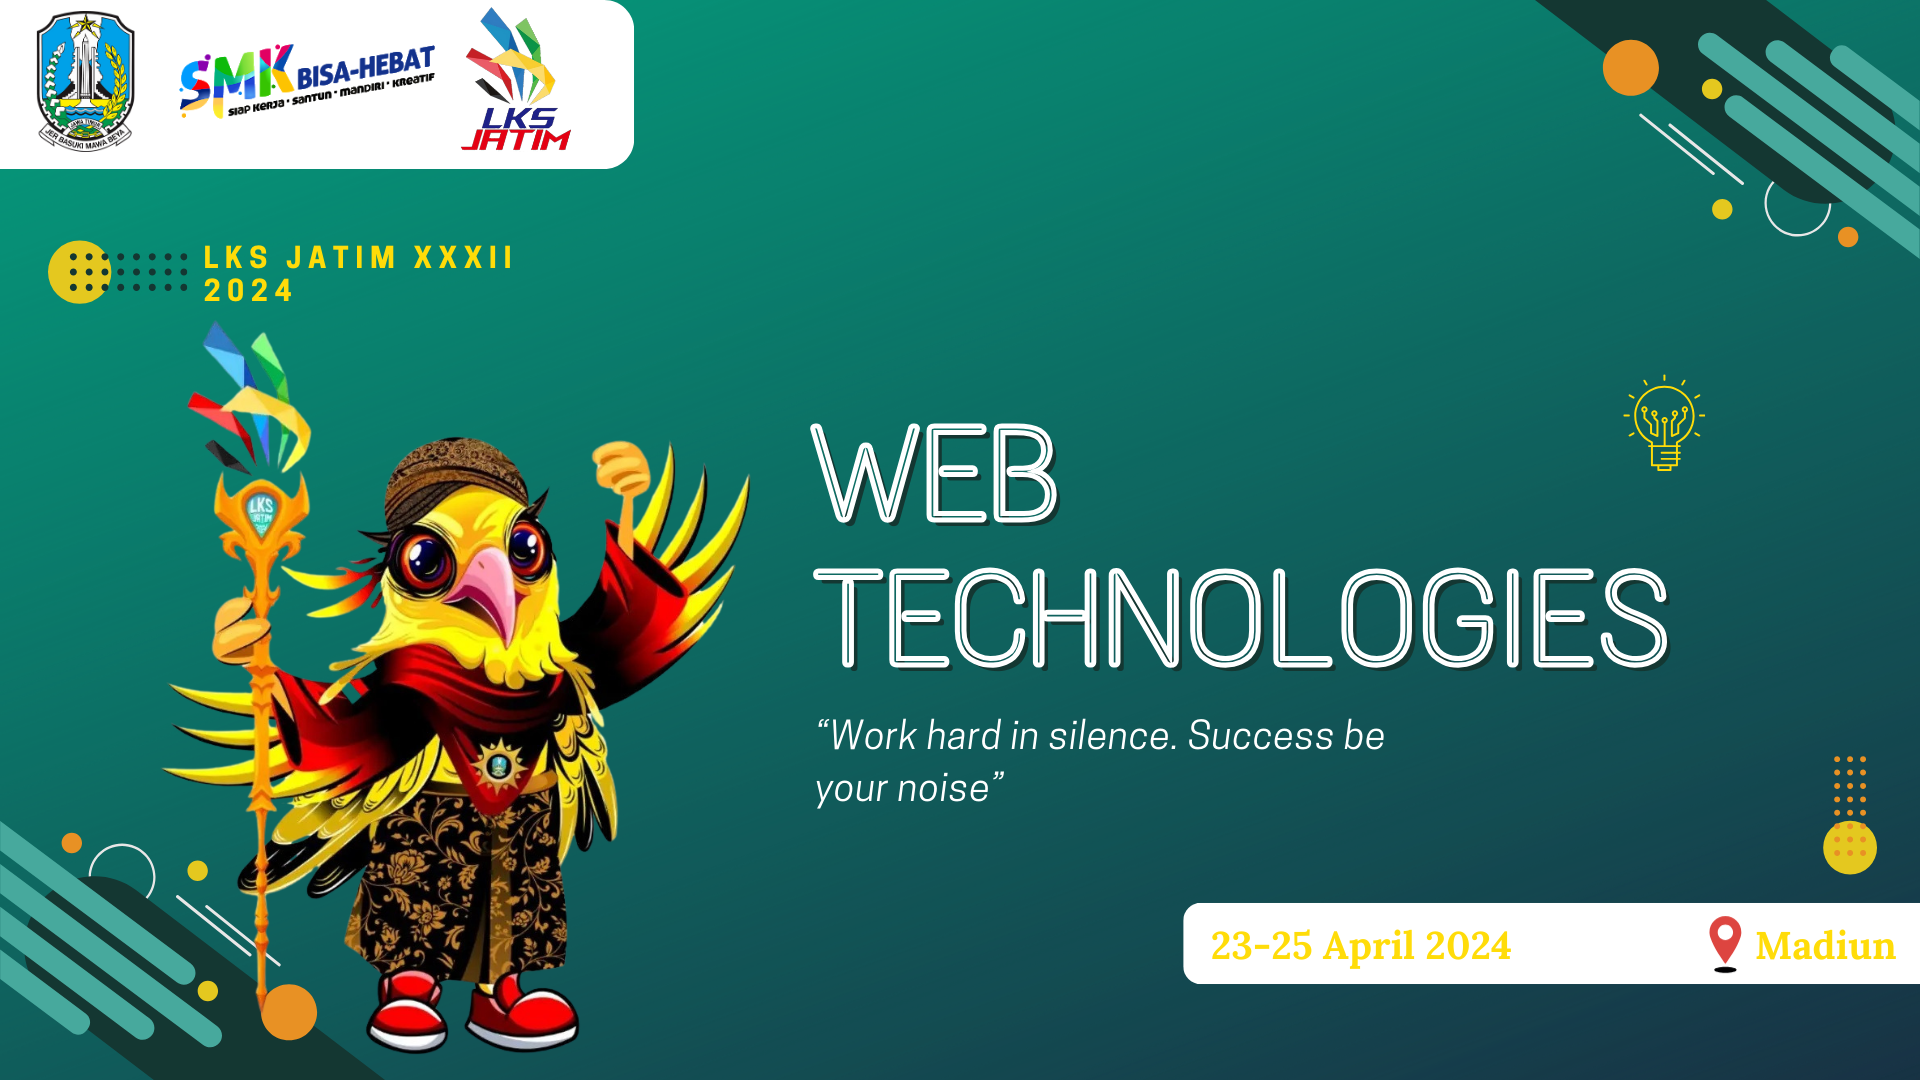 JAWA TIMUR
JER BASUKI MAWA BEYA
SMK BISA-HEBAT
SIAP KERJA • SANTUN • MANDIRI • KREATIF
LKS
JATIM
LKS JATIM XXXII
2024
LKS
JATIM
WEB
TECHNOLOGIES
“Work hard in silence. Success be
your noise”
23-25 April 2024
Madiun